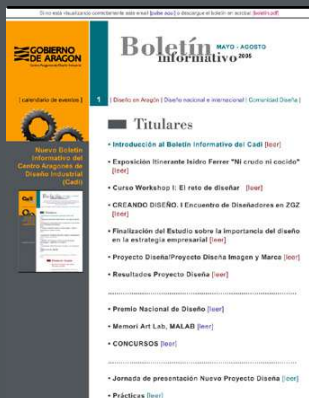 Si no está visualizando correctamente este email [pulse aquí] o descargue el boletín en acrobat [boletín.pdf]
GOBIERNO
DE ARAGON
Boletín
informativo
MAYO - AGOSTO
2005
[ calendario de eventos ]
1 | Diseño en Aragón | Diseño nacional e internacional | Comunidad Diseña |
Nuevo Boletín
Informativo del
Centro Aragonés de
Diseño Industrial
(Cadi)
Titulares
• Introducción al Boletín Informativo del Cadi [leer]
• Exposición Itinerante Isidro Ferrer "Ni crudo ni cocido"
[leer]
• Curso Workshop I: El reto de diseñar [leer]
• CREANDO DISEÑO. I Encuentro de Diseñadores en ZGZ
[leer]
• Finalización del Estudio sobre la importancia del diseño
en la estrategia empresarial [leer]
• Proyecto Diseña/Proyecto Diseña Imagen y Marca [leer]
• Resultados Proyecto Diseña [leer]
• Premio Nacional de Diseño [leer]
• Memori Art Lab, MALAB [leer]
• CONCURSOS [leer]
• Jornada de presentación Nuevo Proyecto Diseña [leer]
• Prácticas [leer]